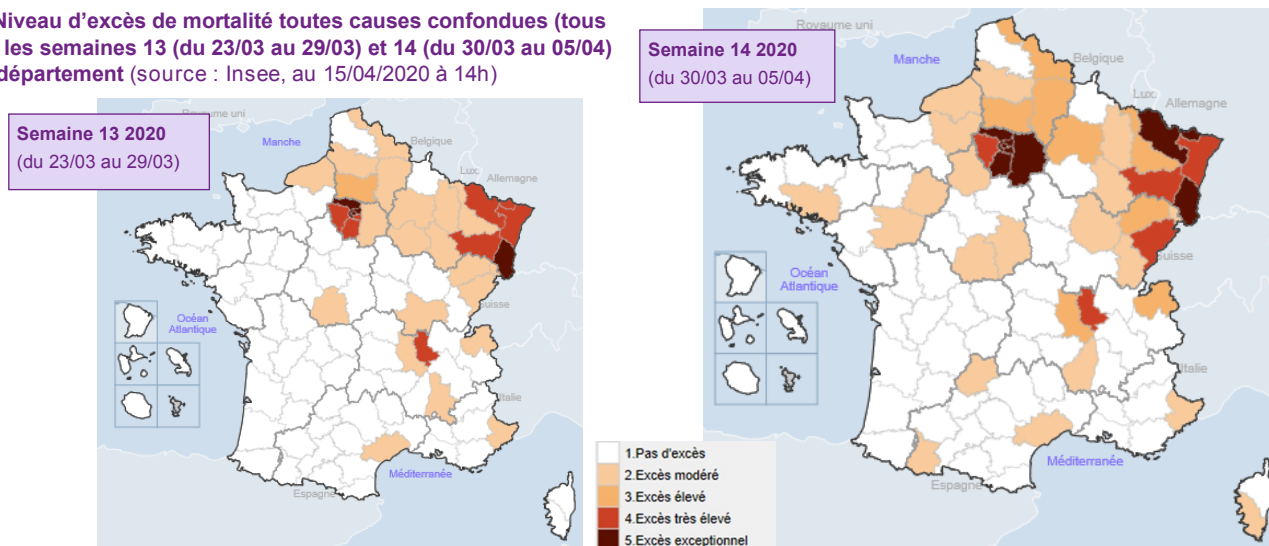 Niveau d'excès de mortalité toutes causes confondues (tous
les semaines 13 (du 23/03 au 29/03) et 14 (du 30/03 au 05/04)
département (source : Insee, au 15/04/2020 à 14h)
Semaine 13 2020
(du 23/03 au 29/03)
Royaume uni
Manche
Belgique
Lux.
Allemagne
Suisse
Océan
Atlantique
Italie
Méditerranée
Espagne
Semaine 14 2020
(du 30/03 au 05/04)
Royaume uni
Manche
Belgique
Lux.
Allemagne
Suisse
Océan
Atlantique
Italie
Méditerranée
Espagne
1.Pas d'excès
2.Excès modéré
3.Excès élevé
4.Excès très élevé
5.Excès exceptionnel